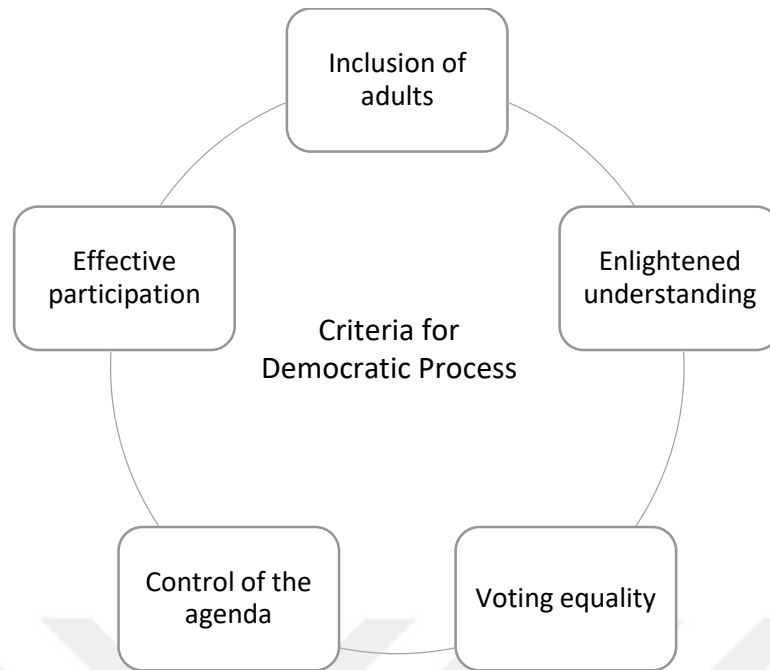 Inclusion of
adults
Effective
participation
Enlightened
understanding
Criteria for
Democratic Process
Control of the
agenda
Voting equality